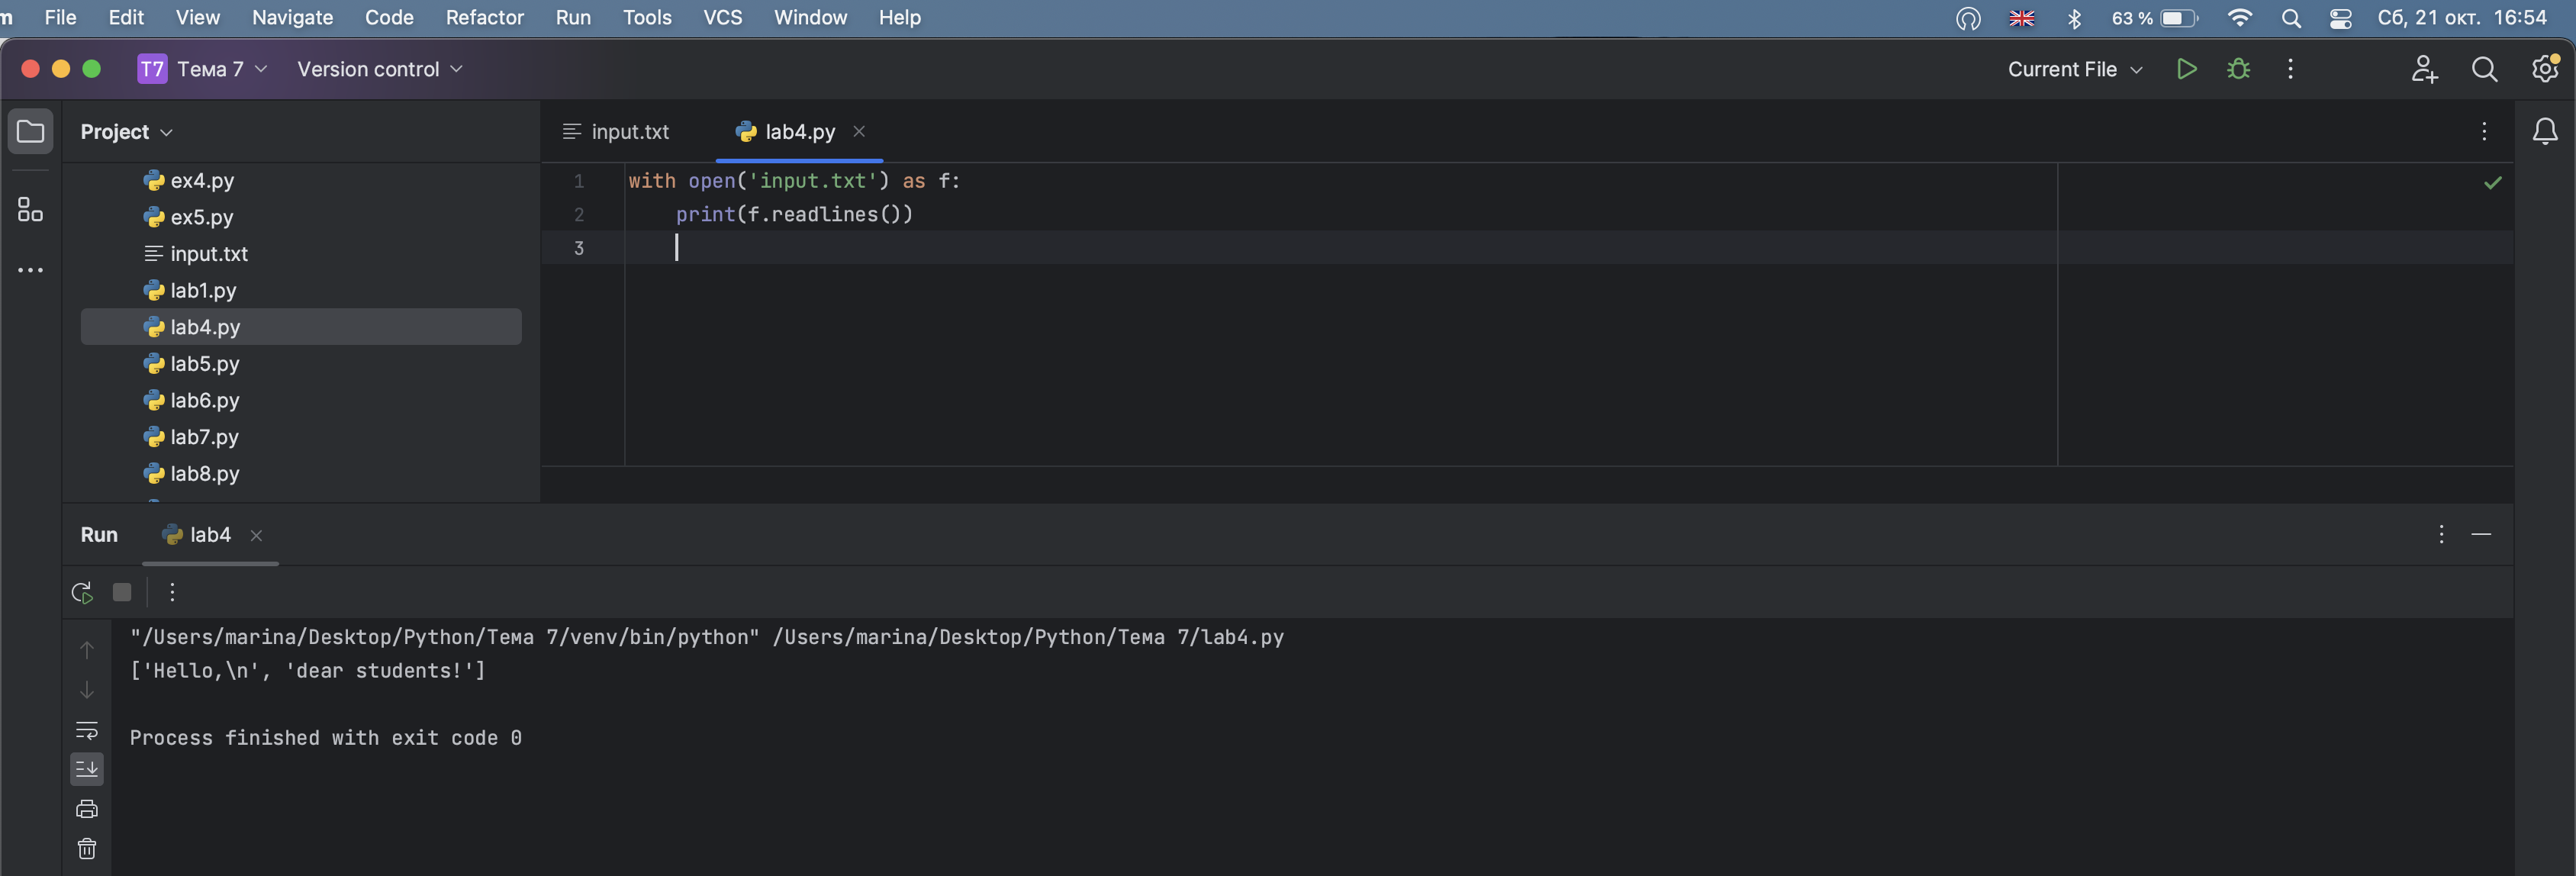 File Edit View Navigate Code Refactor Run Tools VCS Window Help 63 % Сб, 21 окт. 16:54
T7 Тема 7 Version control Current File
Project
ex4.py
ex5.py
input.txt
lab1.py
lab4.py
lab5.py
lab6.py
lab7.py
lab8.py
input.txt lab4.py
1 with open('input.txt') as f:
2 print(f.readlines())
3
Run lab4
"/Users/marina/Desktop/Python/Тема 7/venv/bin/python" /Users/marina/Desktop/Python/Тема 7/lab4.py
['Hello,\n', 'dear students!']
Process finished with exit code 0